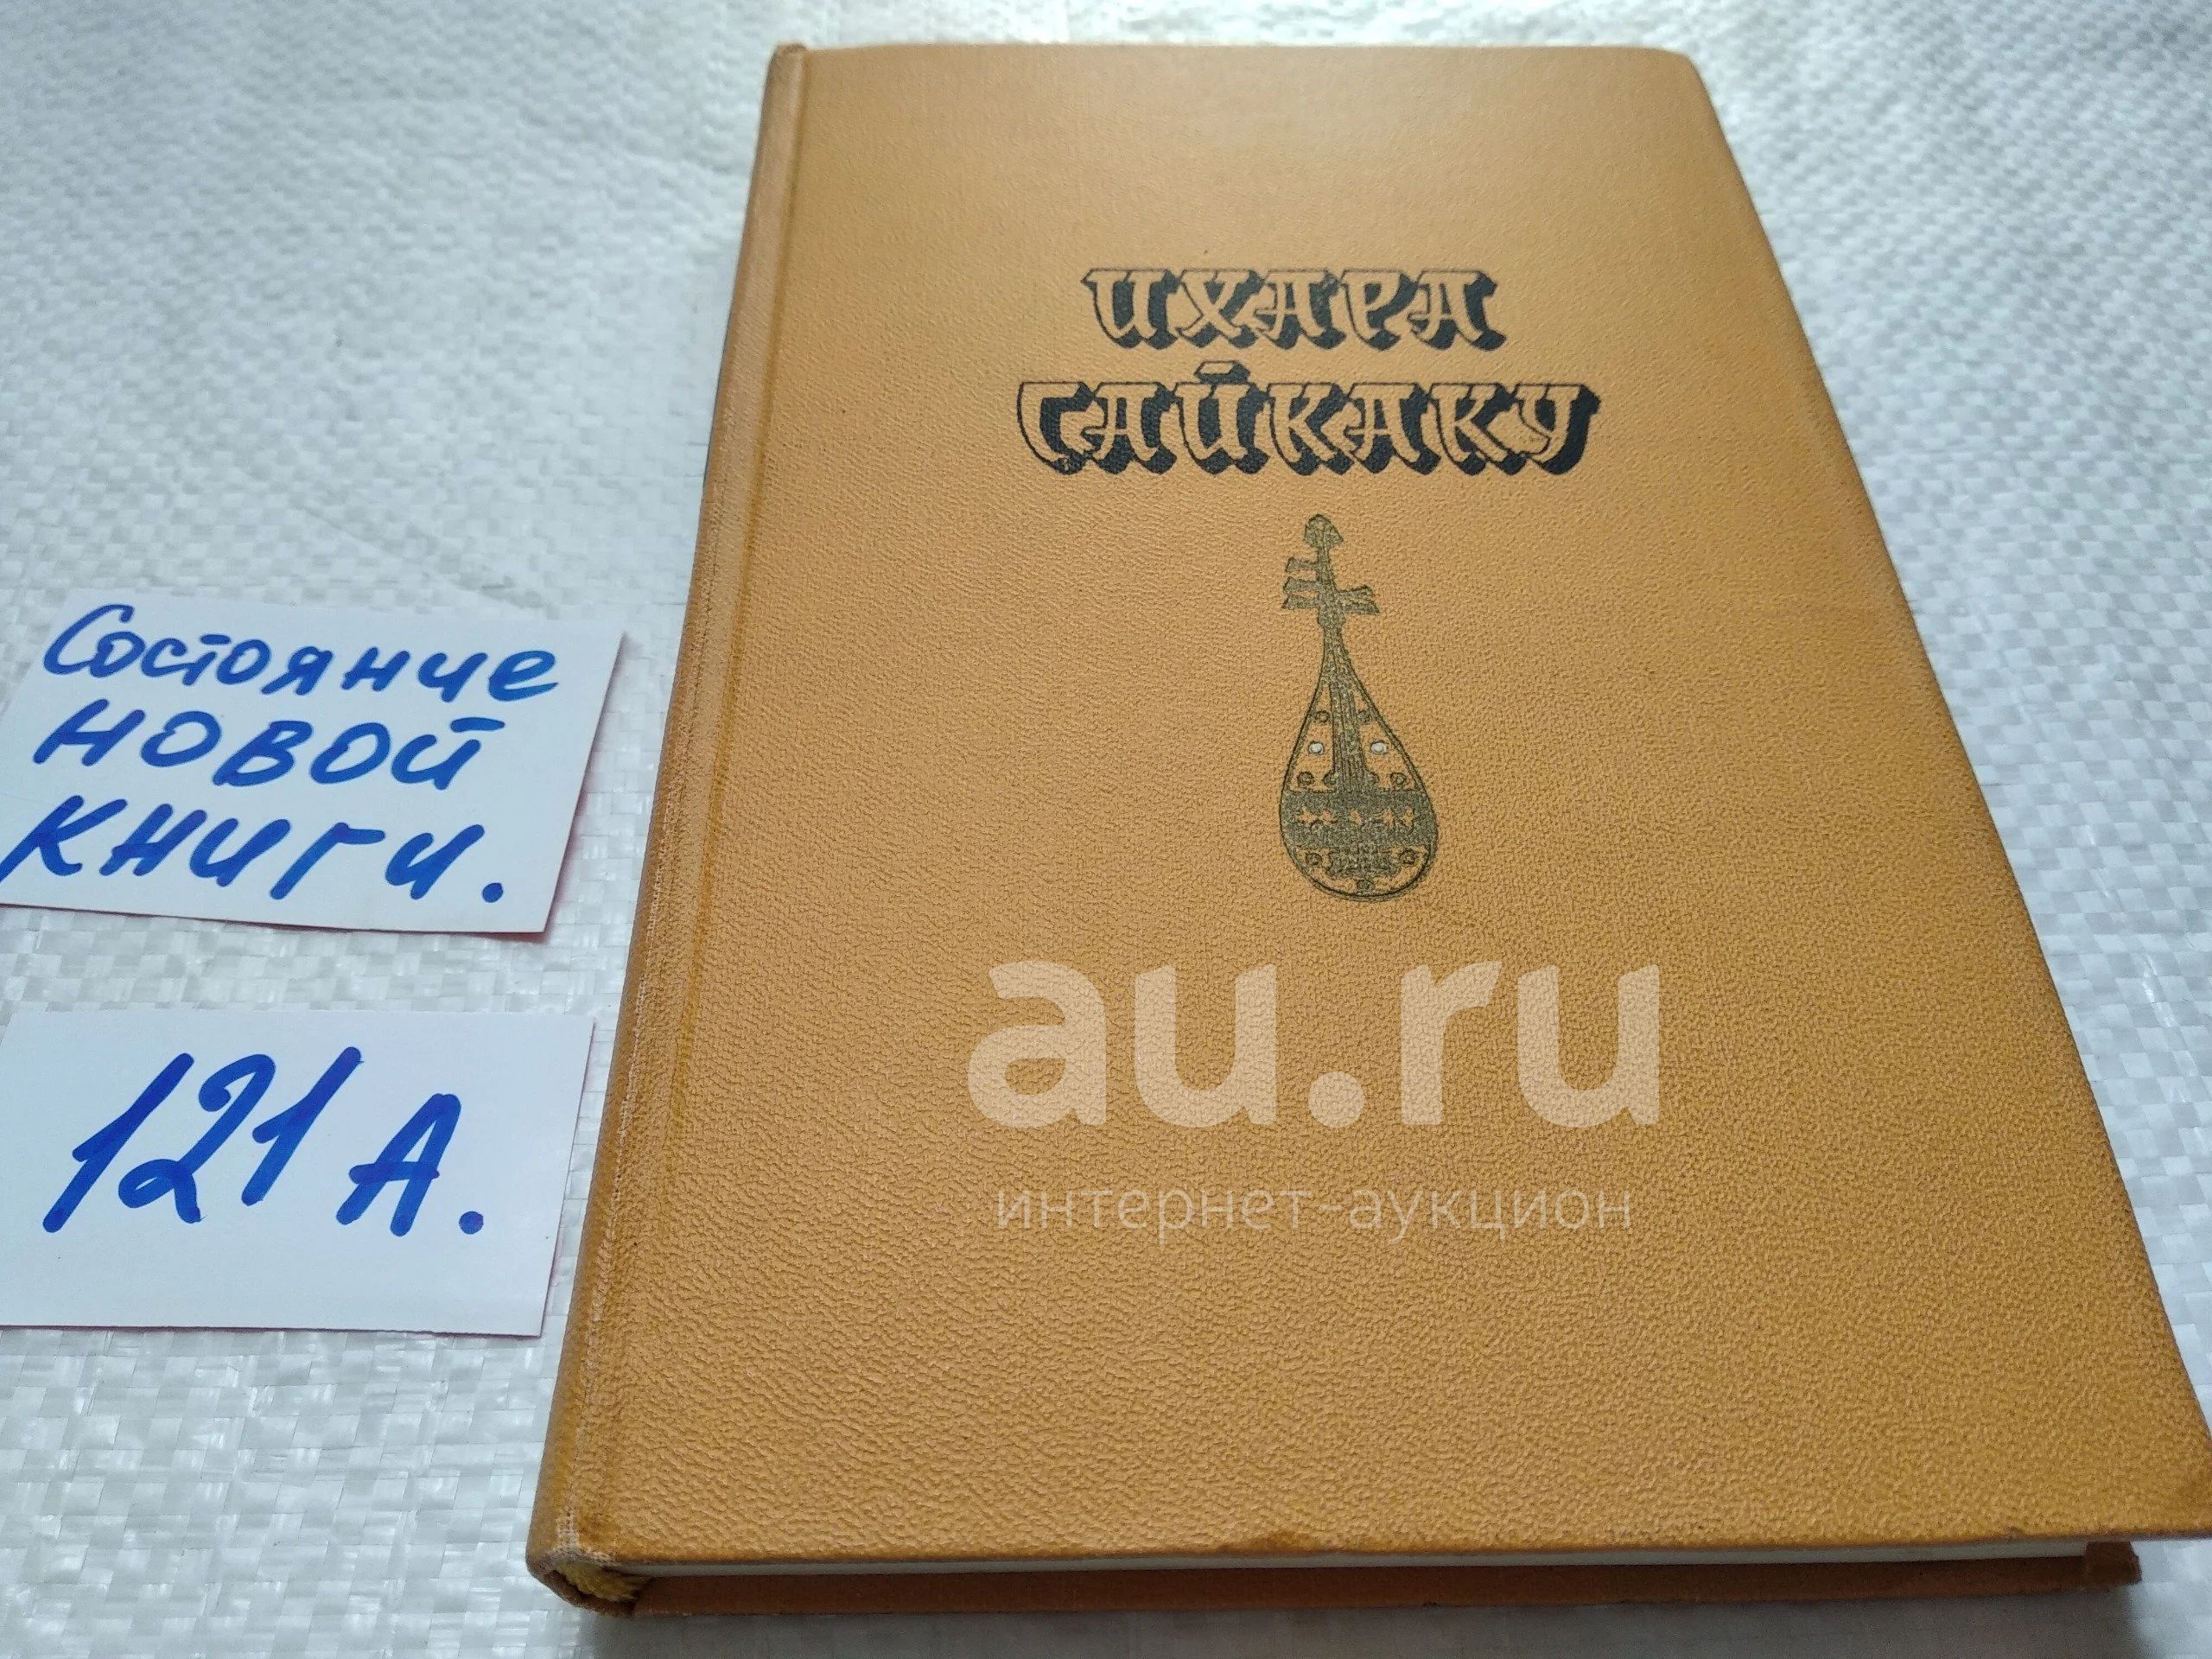 ИХАРА
САЙКАКУ
Состояние
новой
книги.
121 А.
au.ru
интернет-аукцион